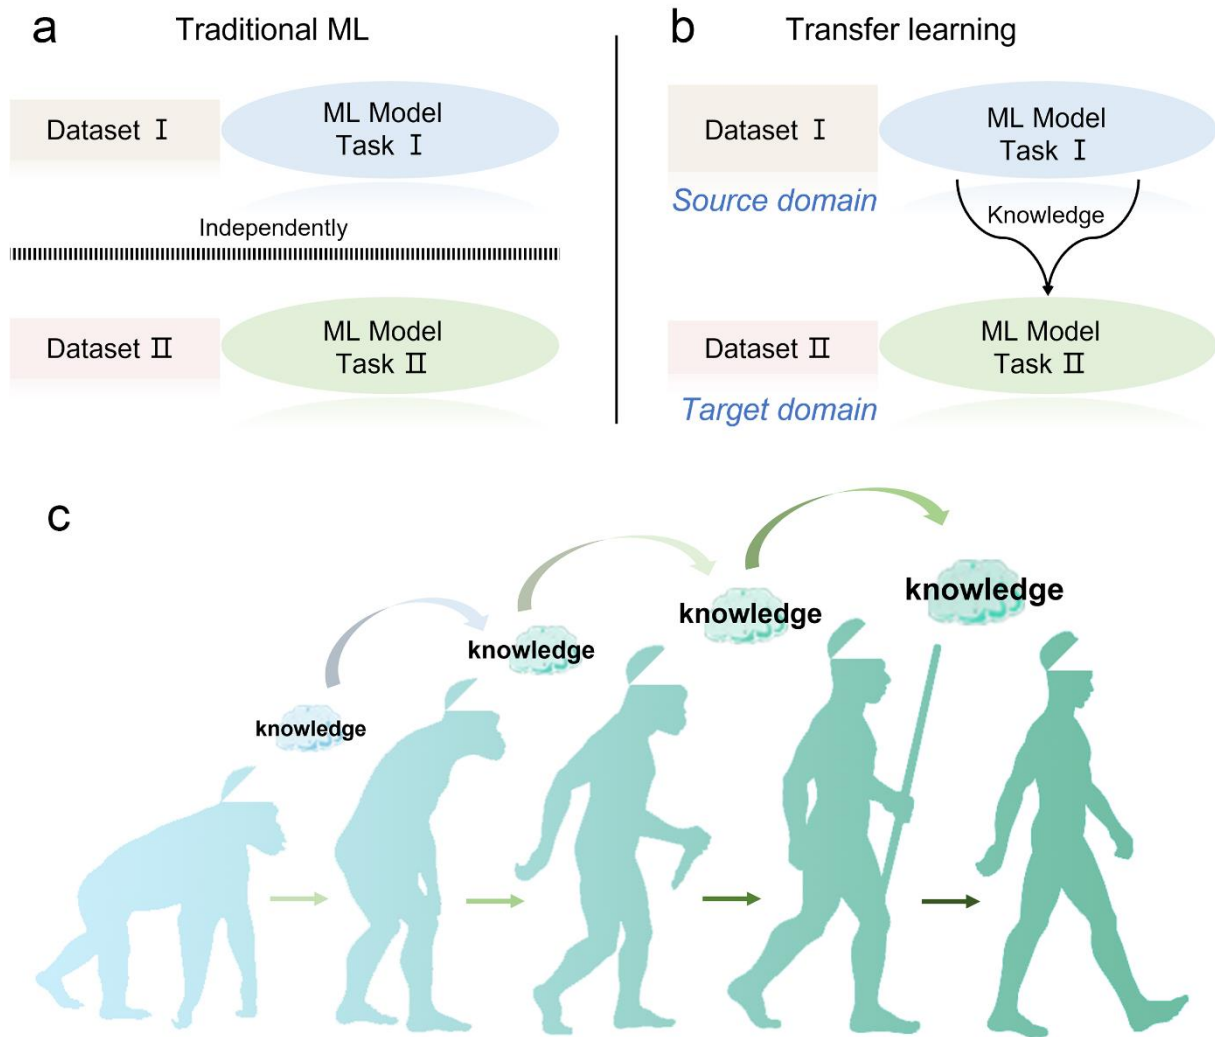 a
Traditional ML
Dataset Ⅰ
ML Model
Task Ⅰ
Independently
Dataset Ⅱ
ML Model
Task Ⅱ
b
Transfer learning
Dataset Ⅰ
ML Model
Task Ⅰ
Source domain
Knowledge
Dataset Ⅱ
ML Model
Task Ⅱ
Target domain
c
knowledge
knowledge
knowledge
knowledge